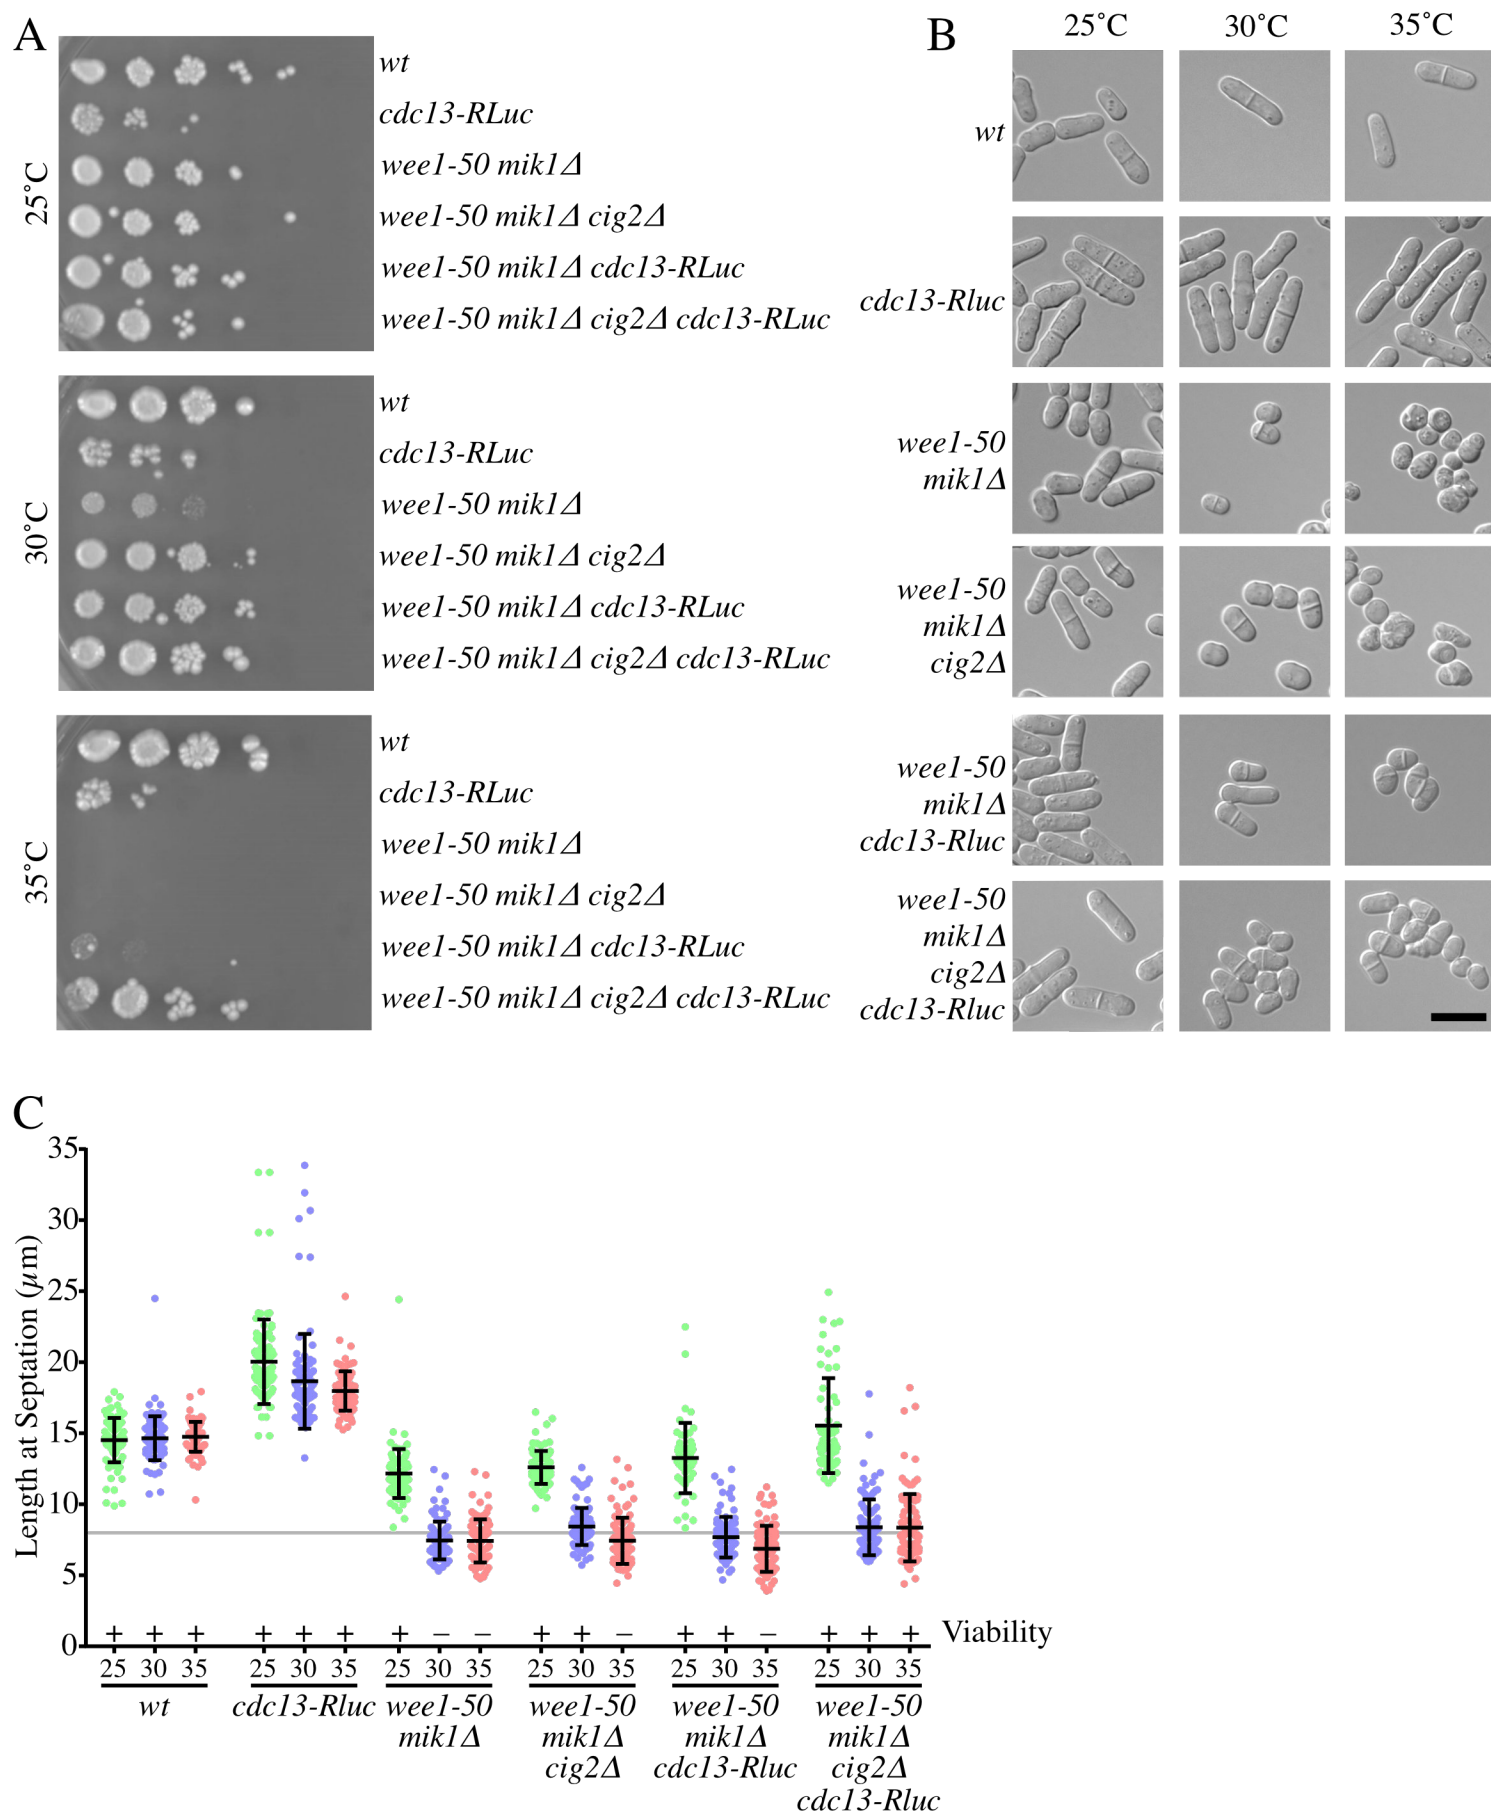 A
B
25˚C
30˚C
35˚C
25˚C
wt
cdc13-RLuc
wee1-50 mik1Δ
wee1-50 mik1Δ cig2Δ
wee1-50 mik1Δ cdc13-RLuc
wee1-50 mik1Δ cig2Δ cdc13-RLuc
30˚C
wt
cdc13-RLuc
wee1-50 mik1Δ
wee1-50 mik1Δ cig2Δ
wee1-50 mik1Δ cdc13-RLuc
wee1-50 mik1Δ cig2Δ cdc13-RLuc
35˚C
wt
cdc13-RLuc
wee1-50 mik1Δ
wee1-50 mik1Δ cig2Δ
wee1-50 mik1Δ cdc13-RLuc
wee1-50 mik1Δ cig2Δ cdc13-RLuc
wt
cdc13-Rluc
wee1-50
mik1Δ
wee1-50
mik1Δ
cig2Δ
wee1-50
mik1Δ
cdc13-Rluc
wee1-50
mik1Δ
cig2Δ
cdc13-Rluc
C
Length at Septation (µm)
35
30
25
20
15
10
5
0
+ + + + + + + – – + + – + + – + + + Viability
25 30 35 25 30 35 25 30 35 25 30 35 25 30 35 25 30 35
wt cdc13-Rluc wee1-50 wee1-50 wee1-50 wee1-50
mik1Δ mik1Δ mik1Δ mik1Δ
cig2Δ cdc13-Rluc cig2Δ
cdc13-Rluc